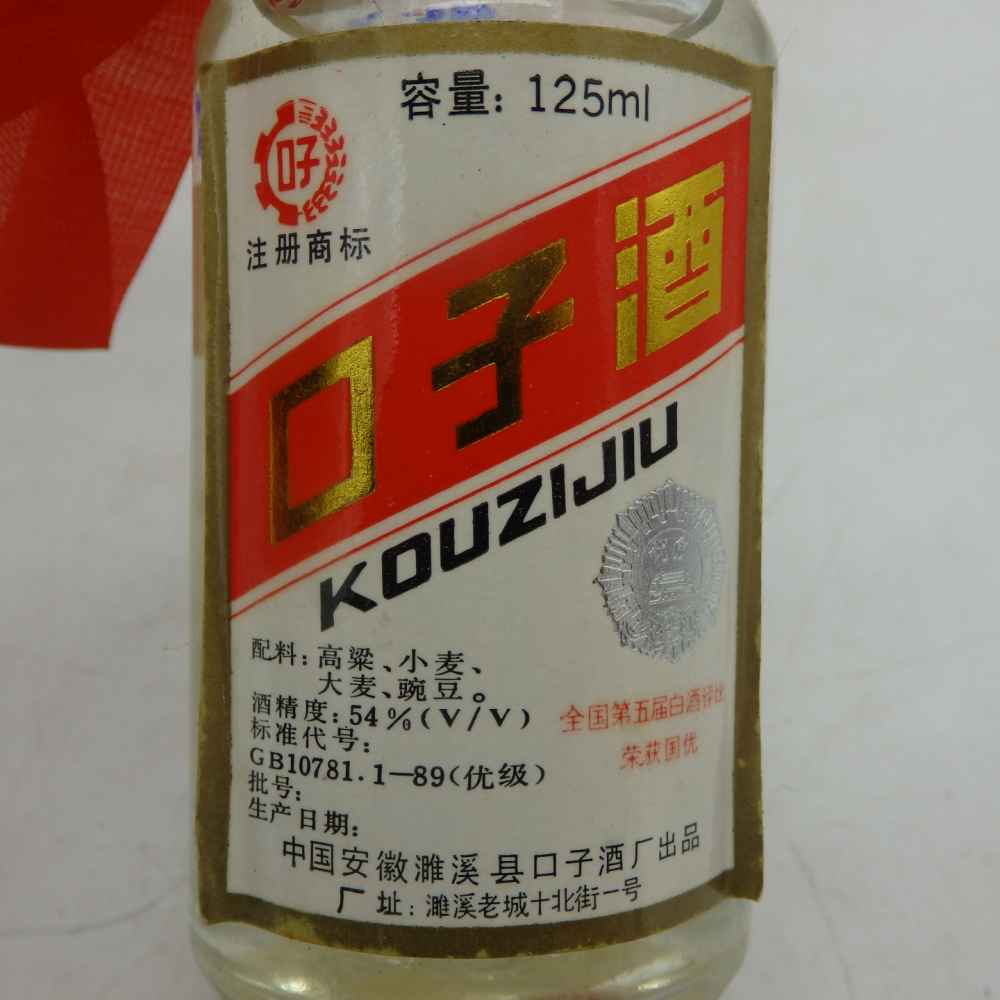 容量: 125ml
注册商标
口子酒
KOUZIJIU
配料:高粱、小麦、
大麦、豌豆。
酒精度:54%(V/V)
标准代号:
GB10781.1—89(优级)
批号:
生产日期:
全国第五届白酒评比
荣获国优
中国安徽濉溪县口子酒厂出品
厂址:濉溪老城十北街一号